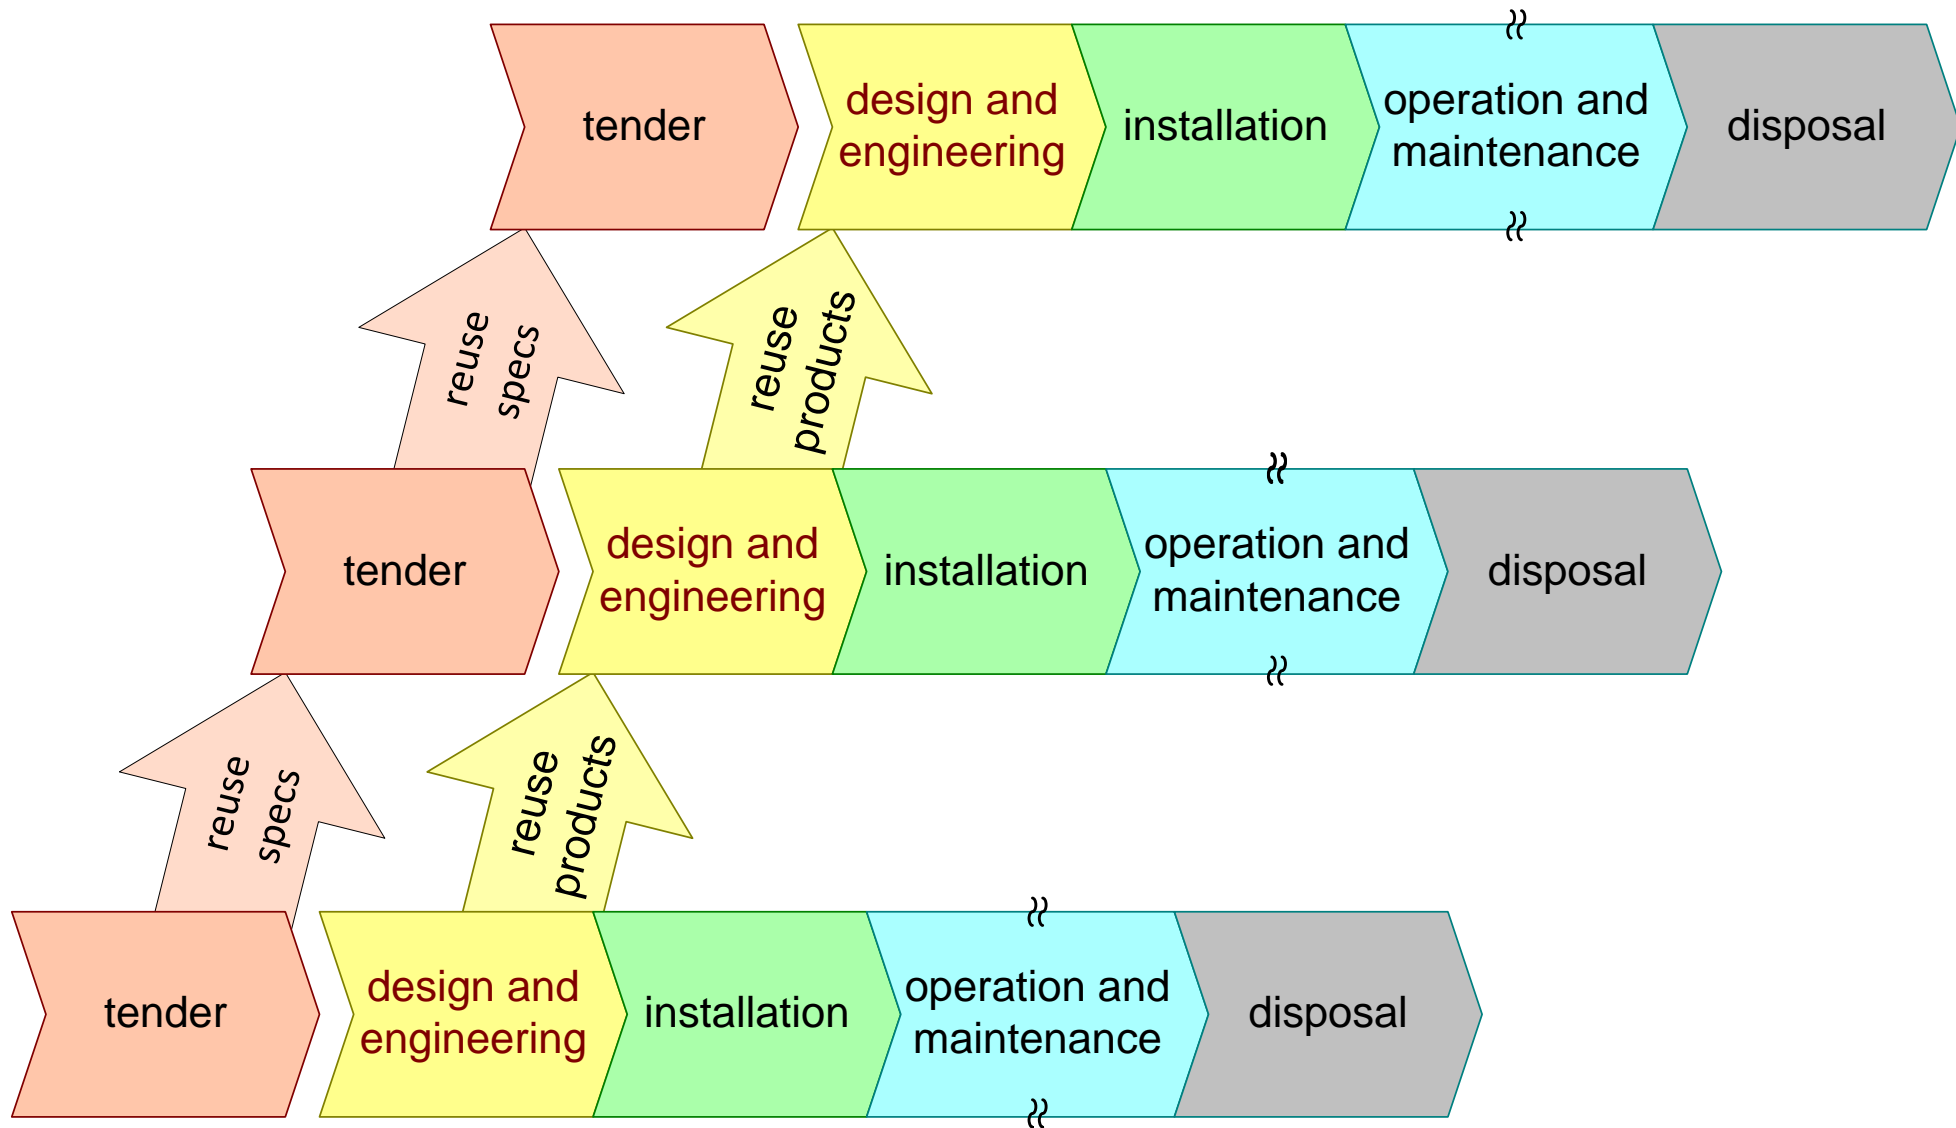 tender
design and
engineering
installation
operation and
maintenance
disposal
reuse
specs
reuse
products
tender
design and
engineering
installation
operation and
maintenance
disposal
reuse
specs
reuse
products
tender
design and
engineering
installation
operation and
maintenance
disposal